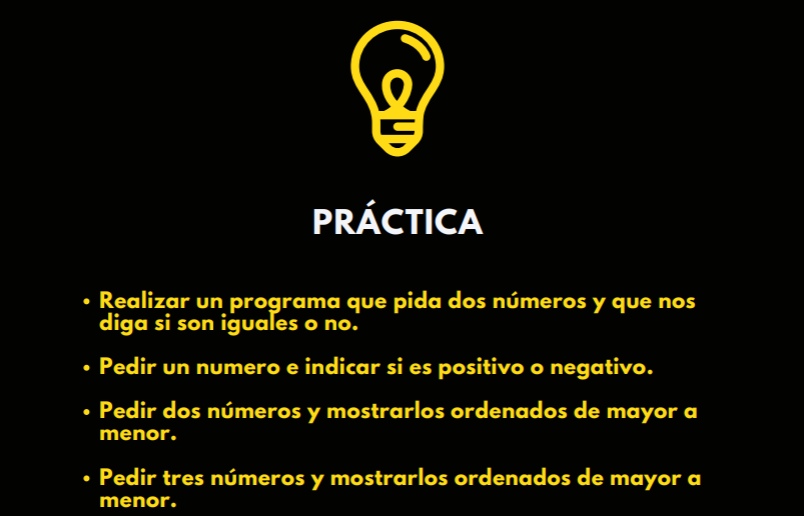 PRÁCTICA
• Realizar un programa que pida dos números y que nos
diga si son iguales o no.
• Pedir un numero e indicar si es positivo o negativo.
• Pedir dos números y mostrarlos ordenados de mayor a
menor.
• Pedir tres números y mostrarlos ordenados de mayor a
menor.